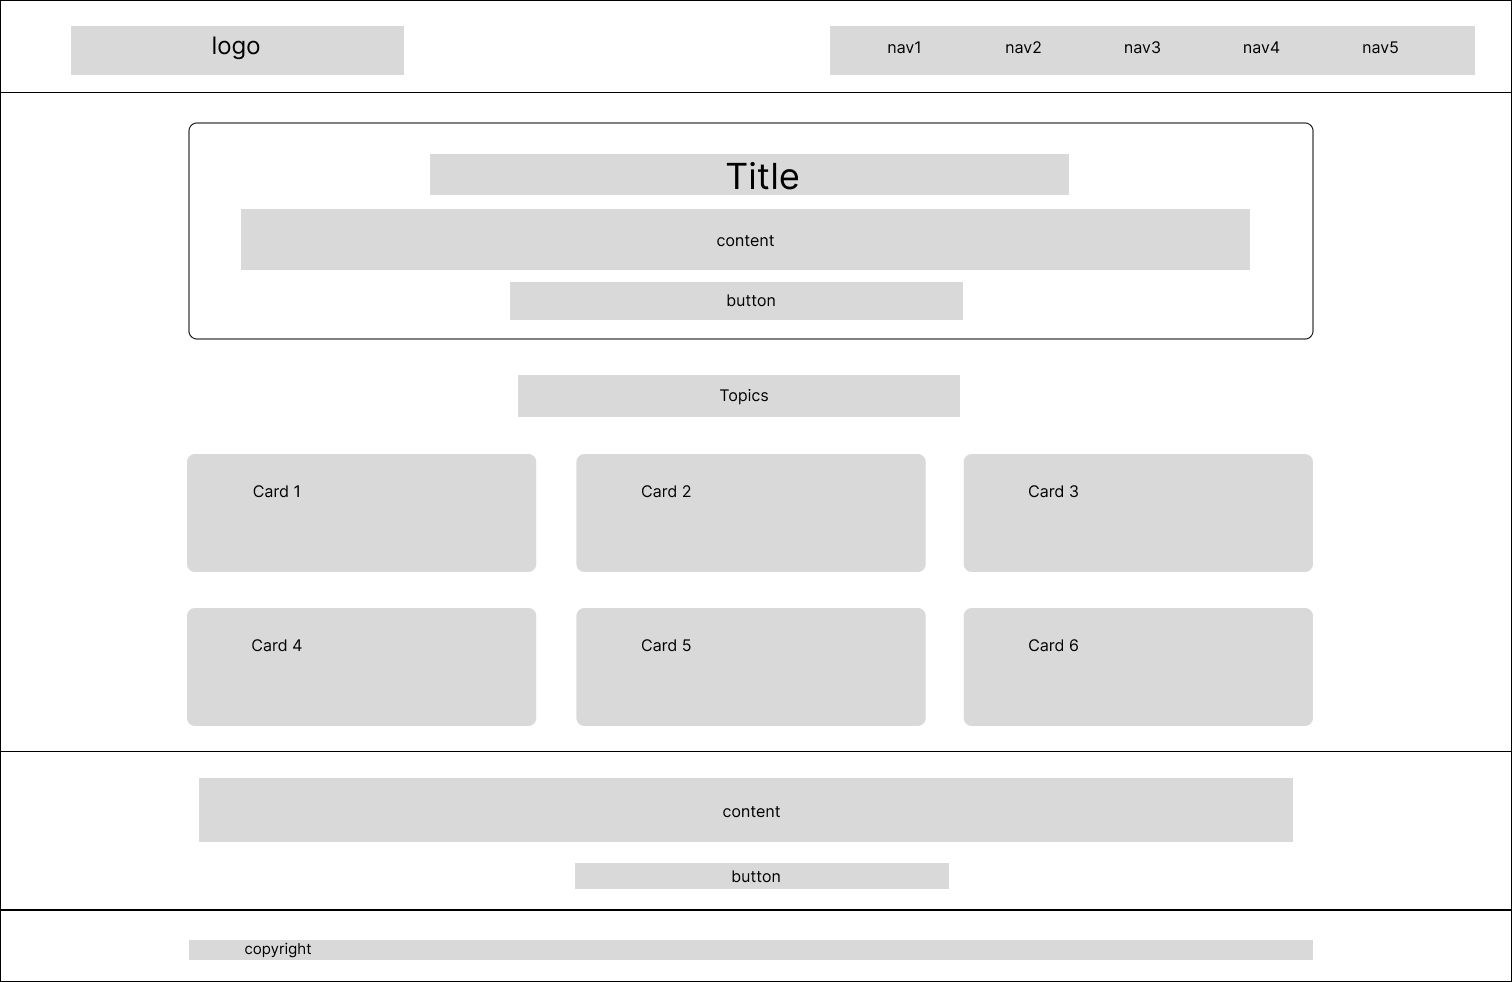 logo
nav1 nav2 nav3 nav4 nav5
Title
content
button
Topics
Card 1
Card 2
Card 3
Card 4
Card 5
Card 6
content
button
copyright